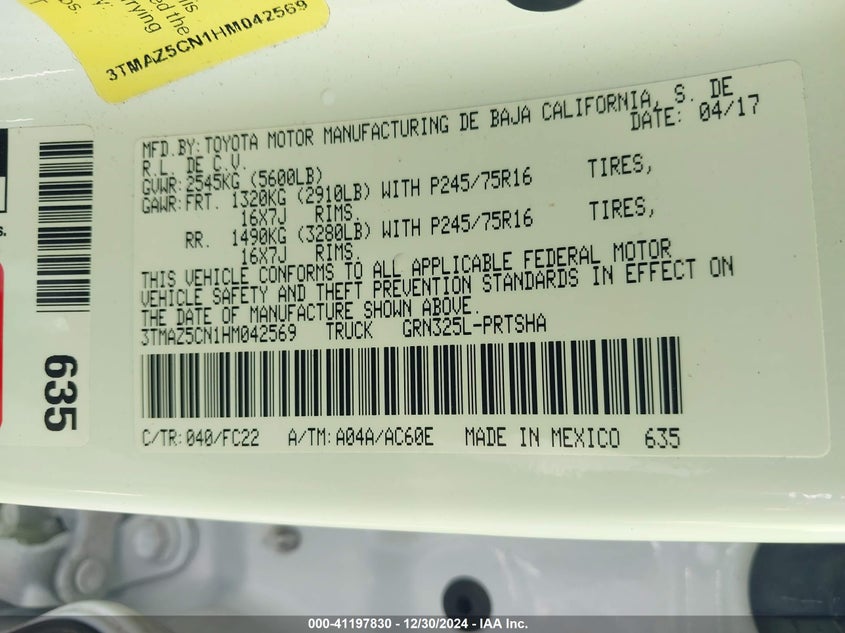 his
ed the
rrying
3TMAZ5CN1HM042569
MFD.BY:TOYOTA MOTOR MANUFACTURING DE BAJA CALIFORNIA, S. DE
R.L. DE C.V. DATE: 04/17
GVWR:2545KG (5600LB)
GAWR:FRT. 1320KG (2910LB) WITH P245/75R16 TIRES,
16X7J RIMS.
RR. 1490KG (3280LB) WITH P245/75R16 TIRES,
16X7J RIMS.
THIS VEHICLE CONFORMS TO ALL APPLICABLE FEDERAL MOTOR
VEHICLE SAFETY AND THEFT PREVENTION STANDARDS IN EFFECT ON
THE DATE OF MANUFACTURE SHOWN ABOVE.
3TMAZ5CN1HM042569 TRUCK GRN325L-PRTSHA
C/TR:040/FC22 A/TM:A04A/AC60E MADE IN MEXICO 635
635
000-41197830 - 12/30/2024 - IAA Inc.